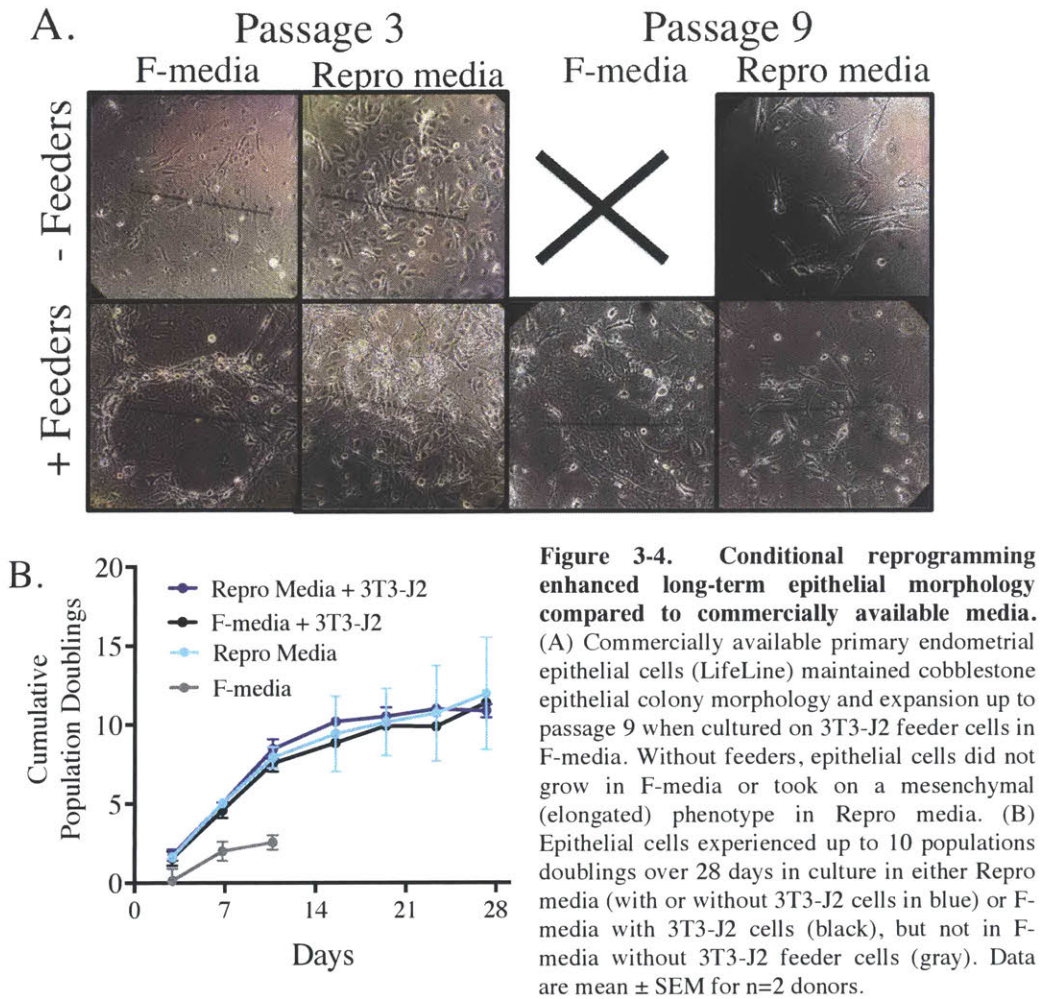 A.
Passage 3
Passage 9
F-media
Repro media
F-media
Repro media
- Feeders
+ Feeders
B.
20
15
10
5
0
Cumulative
Population Doublings
Repro Media + 3T3-J2
F-media + 3T3-J2
Repro Media
F-media
0
7
14
21
28
Days
Figure 3-4. Conditional reprogramming
enhanced long-term epithelial morphology
compared to commercially available media.
(A) Commercially available primary endometrial
epithelial cells (LifeLine) maintained cobblestone
epithelial colony morphology and expansion up to
passage 9 when cultured on 3T3-J2 feeder cells in
F-media. Without feeders, epithelial cells did not
grow in F-media or took on a mesenchymal
(elongated) phenotype in Repro media. (B)
Epithelial cells experienced up to 10 populations
doublings over 28 days in culture in either Repro
media (with or without 3T3-J2 cells in blue) or F-
media with 3T3-J2 cells (black), but not in F-
media without 3T3-J2 feeder cells (gray). Data
are mean ± SEM for n=2 donors.